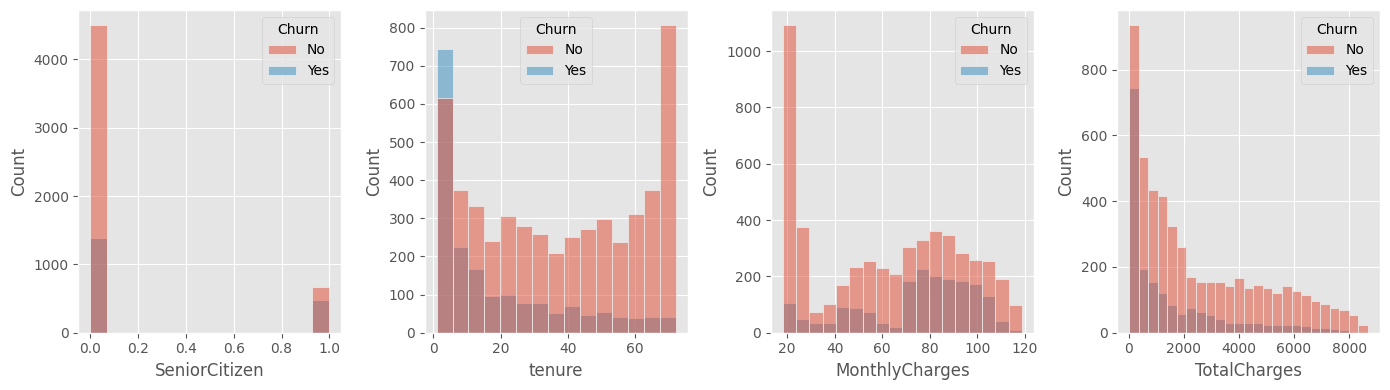 Churn
No
Yes
Count
4000
3000
2000
1000
0
0.0 0.2 0.4 0.6 0.8 1.0
SeniorCitizen
Churn
No
Yes
Count
800
700
600
500
400
300
200
100
0
0 20 40 60
tenure
Churn
No
Yes
Count
1000
800
600
400
200
0
20 40 60 80 100 120
MonthlyCharges
Churn
No
Yes
Count
800
600
400
200
0
0 2000 4000 6000 8000
TotalCharges